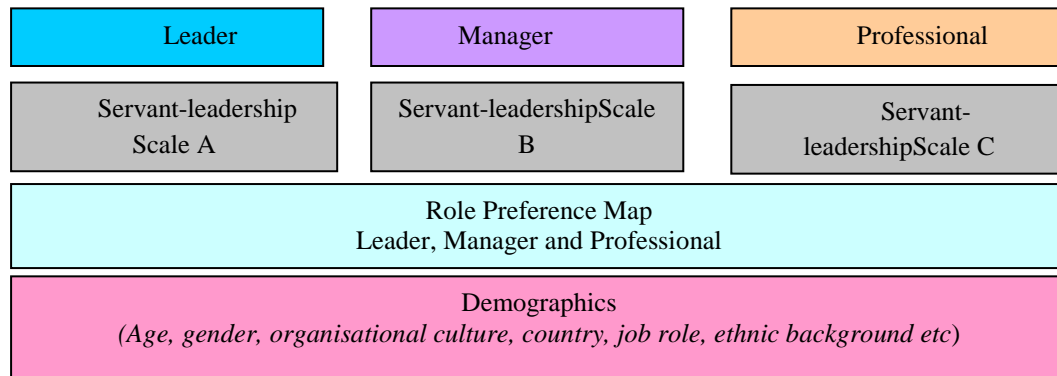 Leader
Manager
Professional
Servant-leadership
Scale A
Servant-leadershipScale
B
Servant-
leadershipScale C
Role Preference Map
Leader, Manager and Professional
Demographics
(Age, gender, organisational culture, country, job role, ethnic background etc)